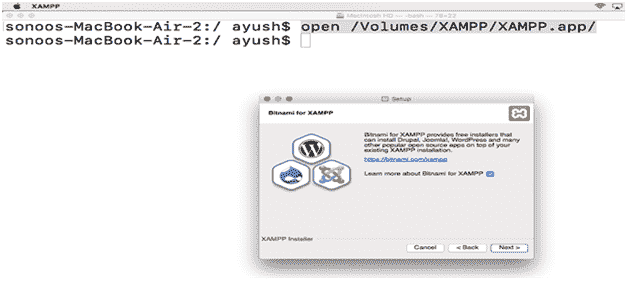 XAMPP
Macintosh HD — -bash — 78×22
sonoos-MacBook-Air-2:/ ayush$ open /Volumes/XAMPP/XAMPP.app/
sonoos-MacBook-Air-2:/ ayush$
Setup
Bitnami for XAMPP
Bitnami for XAMPP provides free installers that
can install Drupal, Joomla!, WordPress and many
other popular open source apps on top of your
existing XAMPP installation.
https://bitnami.com/xampp
Learn more about Bitnami for XAMPP
XAMPP Installer
Cancel
< Back
Next >